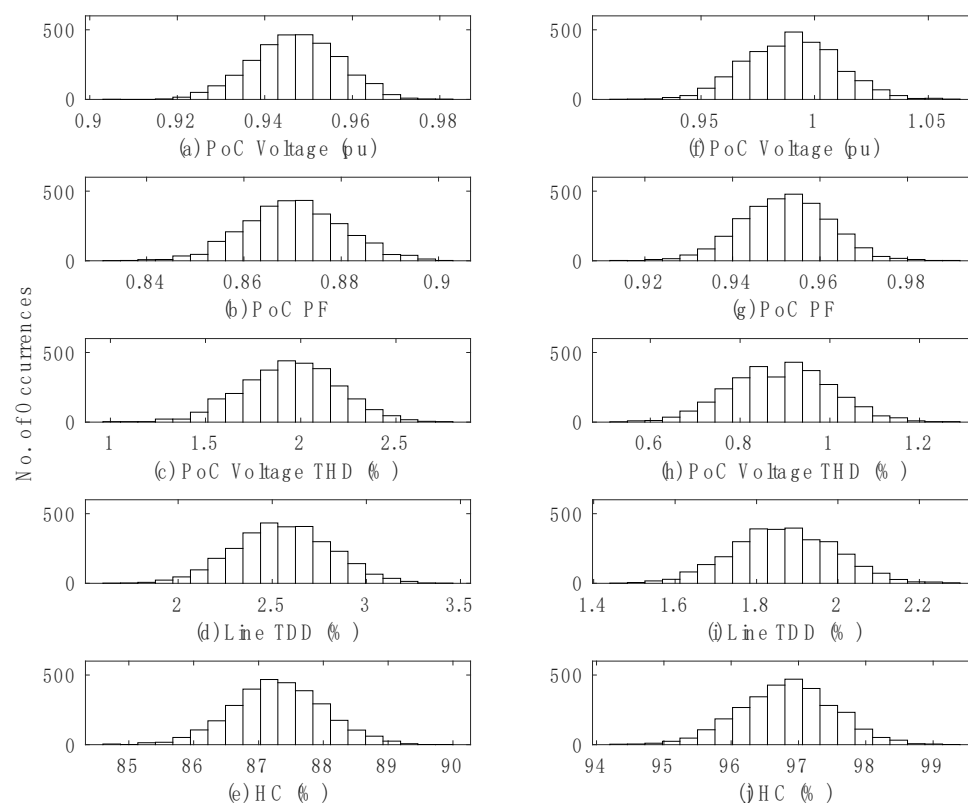 No. of Occurrences
500
0
0.9 0.92 0.94 0.96 0.98
(a) PoC Voltage (pu)
500
0
0.84 0.86 0.88 0.9
(b) PoC PF
500
0
1 1.5 2 2.5
(c) PoC Voltage THD (%)
500
0
2 2.5 3 3.5
(d) Line TDD (%)
500
0
85 86 87 88 89 90
(e) HC (%)
500
0
0.95 1 1.05
(f) PoC Voltage (pu)
500
0
0.92 0.94 0.96 0.98
(g) PoC PF
500
0
0.6 0.8 1 1.2
(h) PoC Voltage THD (%)
500
0
1.4 1.6 1.8 2 2.2
(i) Line TDD (%)
500
0
94 95 96 97 98 99
(j) HC (%)